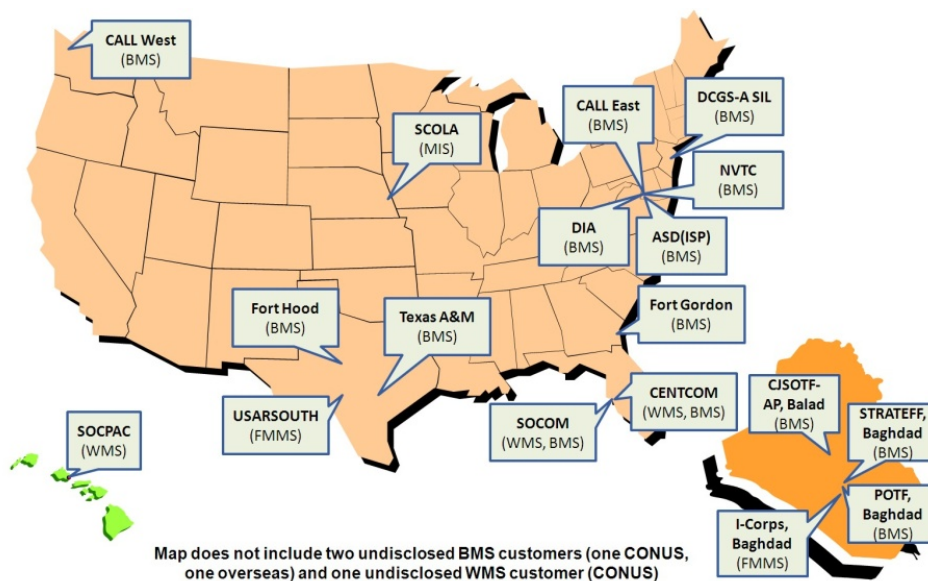 CALL West
(BMS)
SCOLA
(MIS)
CALL East
(BMS)
DCGS-A SIL
(BMS)
NVTC
(BMS)
DIA
(BMS)
ASD(ISP)
(BMS)
Fort Hood
(BMS)
Texas A&M
(BMS)
Fort Gordon
(BMS)
USARSOUTH
(FMMS)
SOCOM
(WMS, BMS)
CENTCOM
(WMS, BMS)
SOCPAC
(WMS)
CJSOTF-
AP, Balad
(BMS)
STRATEFF,
Baghdad
(BMS)
POTF,
Baghdad
(BMS)
I-Corps,
Baghdad
(FMMS)
Map does not include two undisclosed BMS customers (one CONUS,
one overseas) and one undisclosed WMS customer (CONUS)